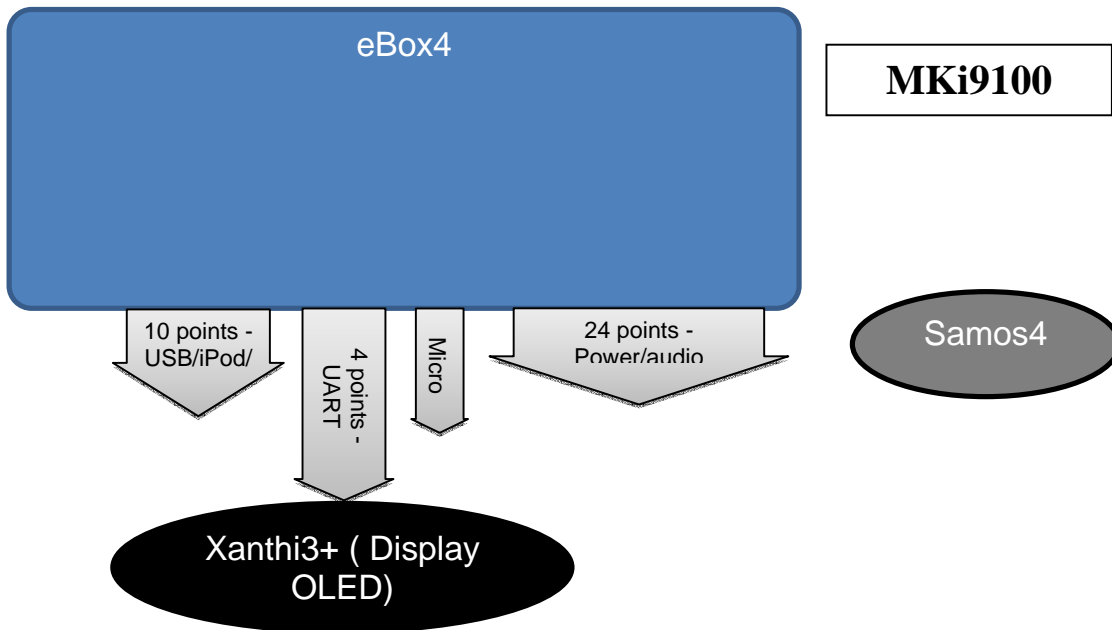 eBox4
MKi9100
10 points -
USB/iPod/
4 points -
UART
Micro
24 points -
Power/audio
Samos4
Xanthi3+ ( Display
OLED)